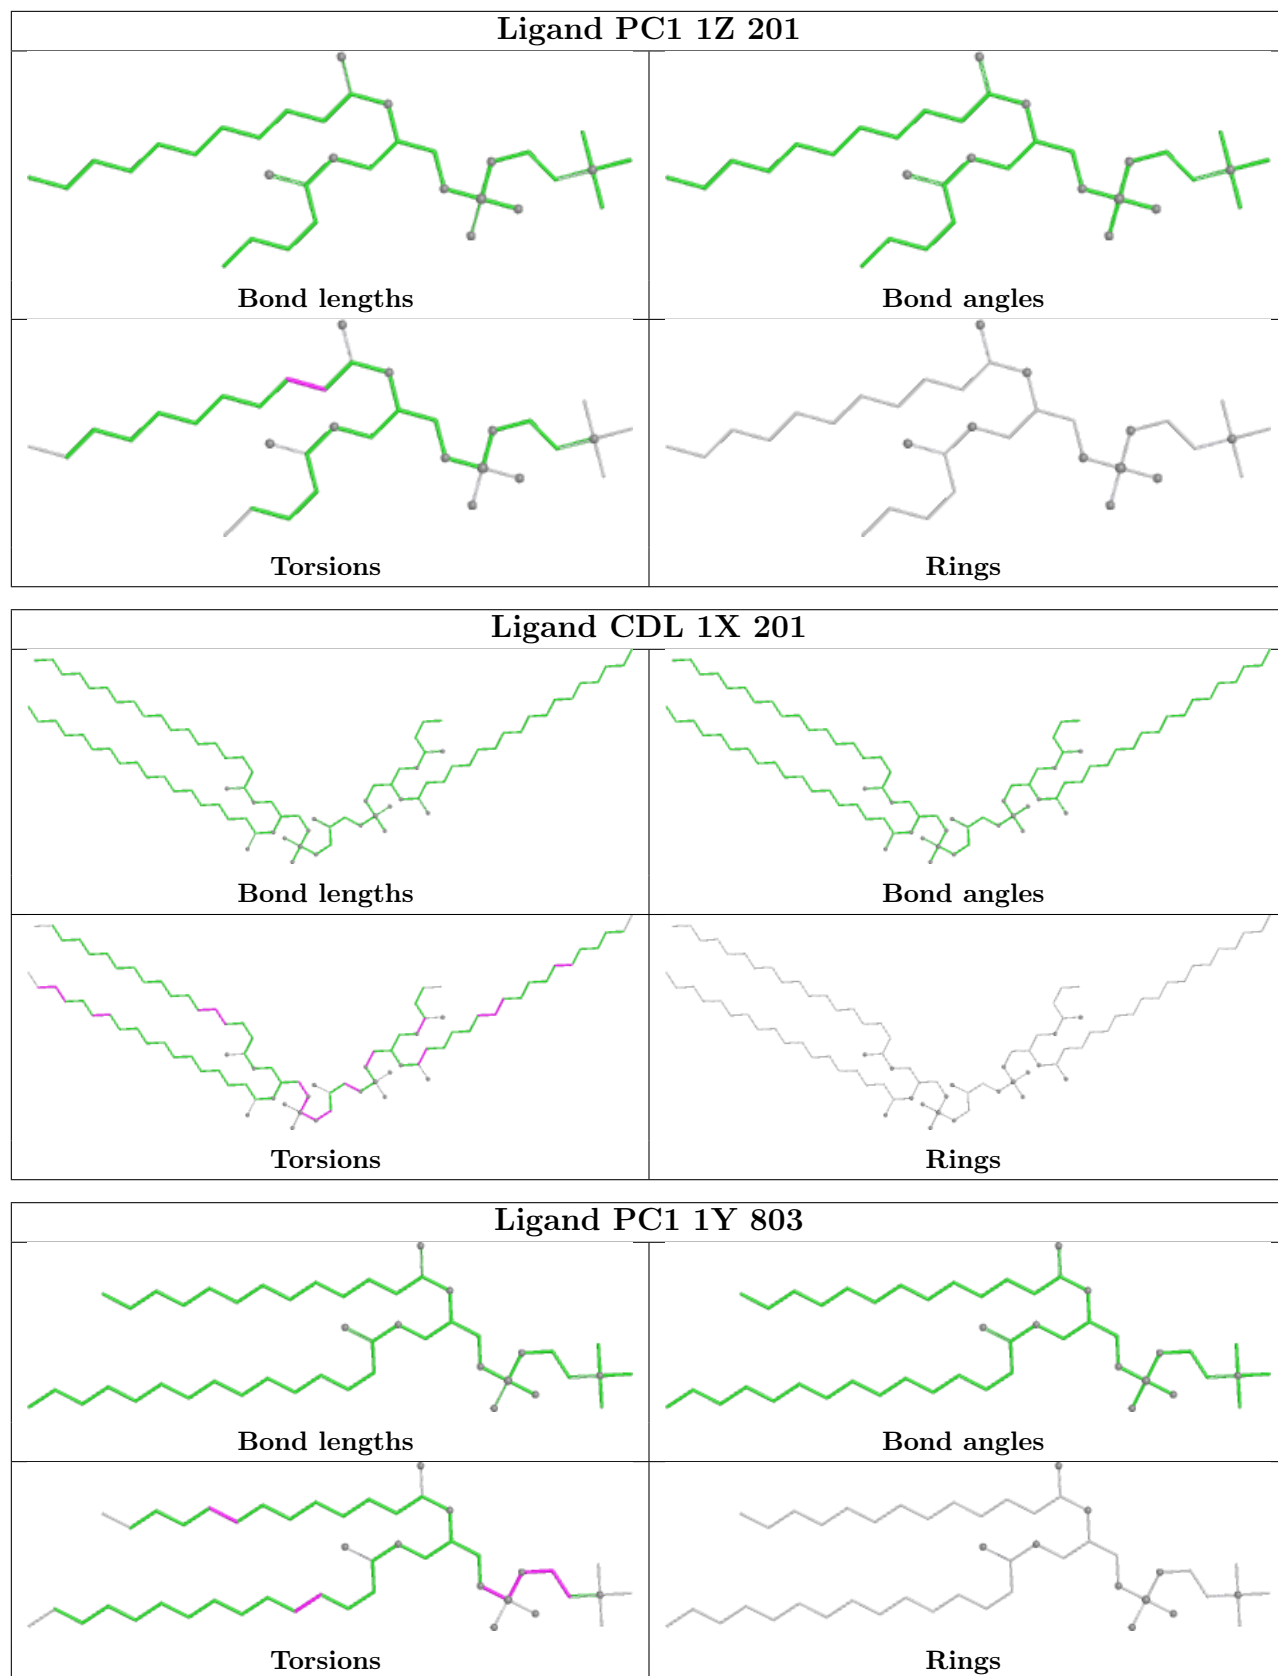 Ligand PC1 1Z 201
Bond lengths
Bond angles
Torsions
Rings
Ligand CDL 1X 201
Bond lengths
Bond angles
Torsions
Rings
Ligand PC1 1Y 803
Bond lengths
Bond angles
Torsions
Rings